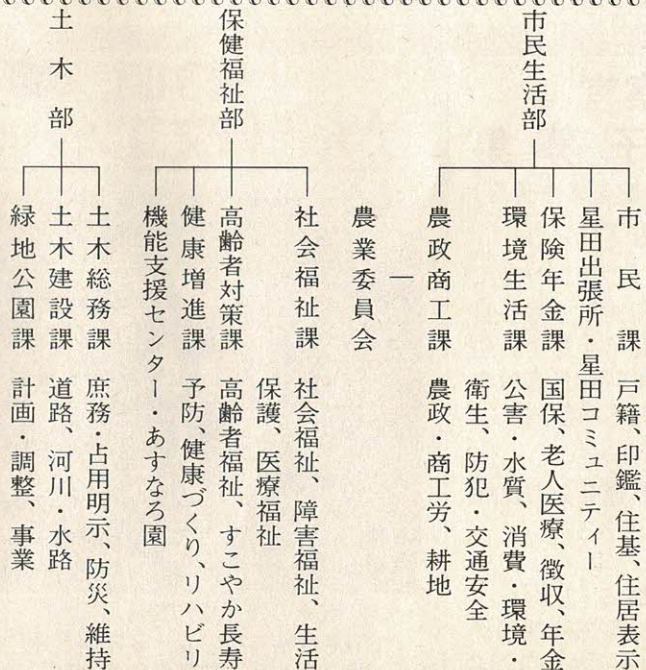 市民生活部
市民課 戸籍、印鑑、住基、住居表示
星田出張所・星田コミュニティー
保険年金課 国保、老人医療、徴収、年金
環境生活課 公害・水質、消費・環境・
衛生、防犯・交通安全
農政商工課 農政・商工労、耕地
農業委員会
保健福祉部
社会福祉課 社会福祉、障害福祉、生活
保護、医療福祉
高齢者対策課 高齢者福祉、すこやか長寿
健康増進課 予防、健康づくり、リハビリ
機能支援センター・あすなろ園
土木部
土木総務課 庶務・占用明示、防災、維持
土木建設課 道路、河川・水路
緑地公園課 計画・調整、事業